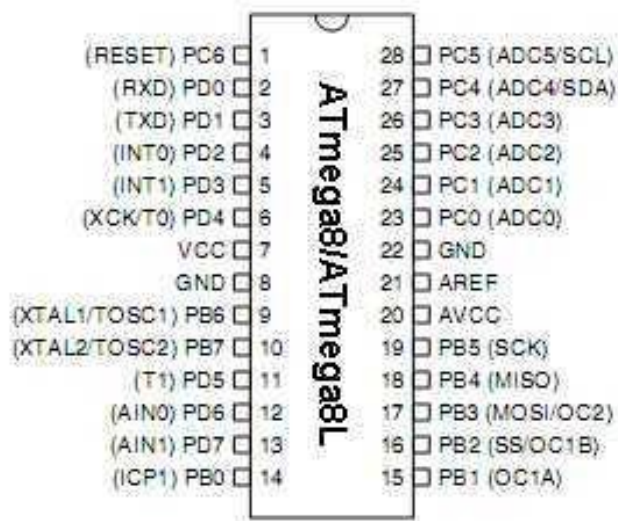 (RESET) PC6 1
(RXD) PD0 2
(TXD) PD1 3
(INT0) PD2 4
(INT1) PD3 5
(XCK/T0) PD4 6
VCC 7
GND 8
(XTAL1/TOSC1) PB6 9
(XTAL2/TOSC2) PB7 10
(T1) PD5 11
(AIN0) PD6 12
(AIN1) PD7 13
(ICP1) PB0 14
ATmega8/ATmega8L
28 PC5 (ADC5/SCL)
27 PC4 (ADC4/SDA)
26 PC3 (ADC3)
25 PC2 (ADC2)
24 PC1 (ADC1)
23 PC0 (ADC0)
22 GND
21 AREF
20 AVCC
19 PB5 (SCK)
18 PB4 (MISO)
17 PB3 (MOSI/OC2)
16 PB2 (SS/OC1B)
15 PB1 (OC1A)